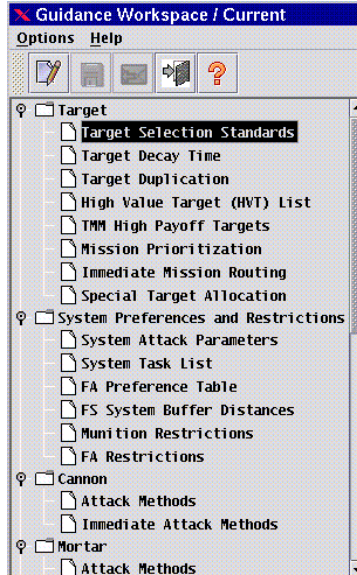 Guidance Workspace / Current
Options Help
Target
Target Selection Standards
Target Decay Time
Target Duplication
High Value Target (HVT) List
TMM High Payoff Targets
Mission Prioritization
Immediate Mission Routing
Special Target Allocation
System Preferences and Restrictions
System Attack Parameters
System Task List
FA Preference Table
FS System Buffer Distances
Munition Restrictions
FA Restrictions
Cannon
Attack Methods
Immediate Attack Methods
Mortar
Attack Methods